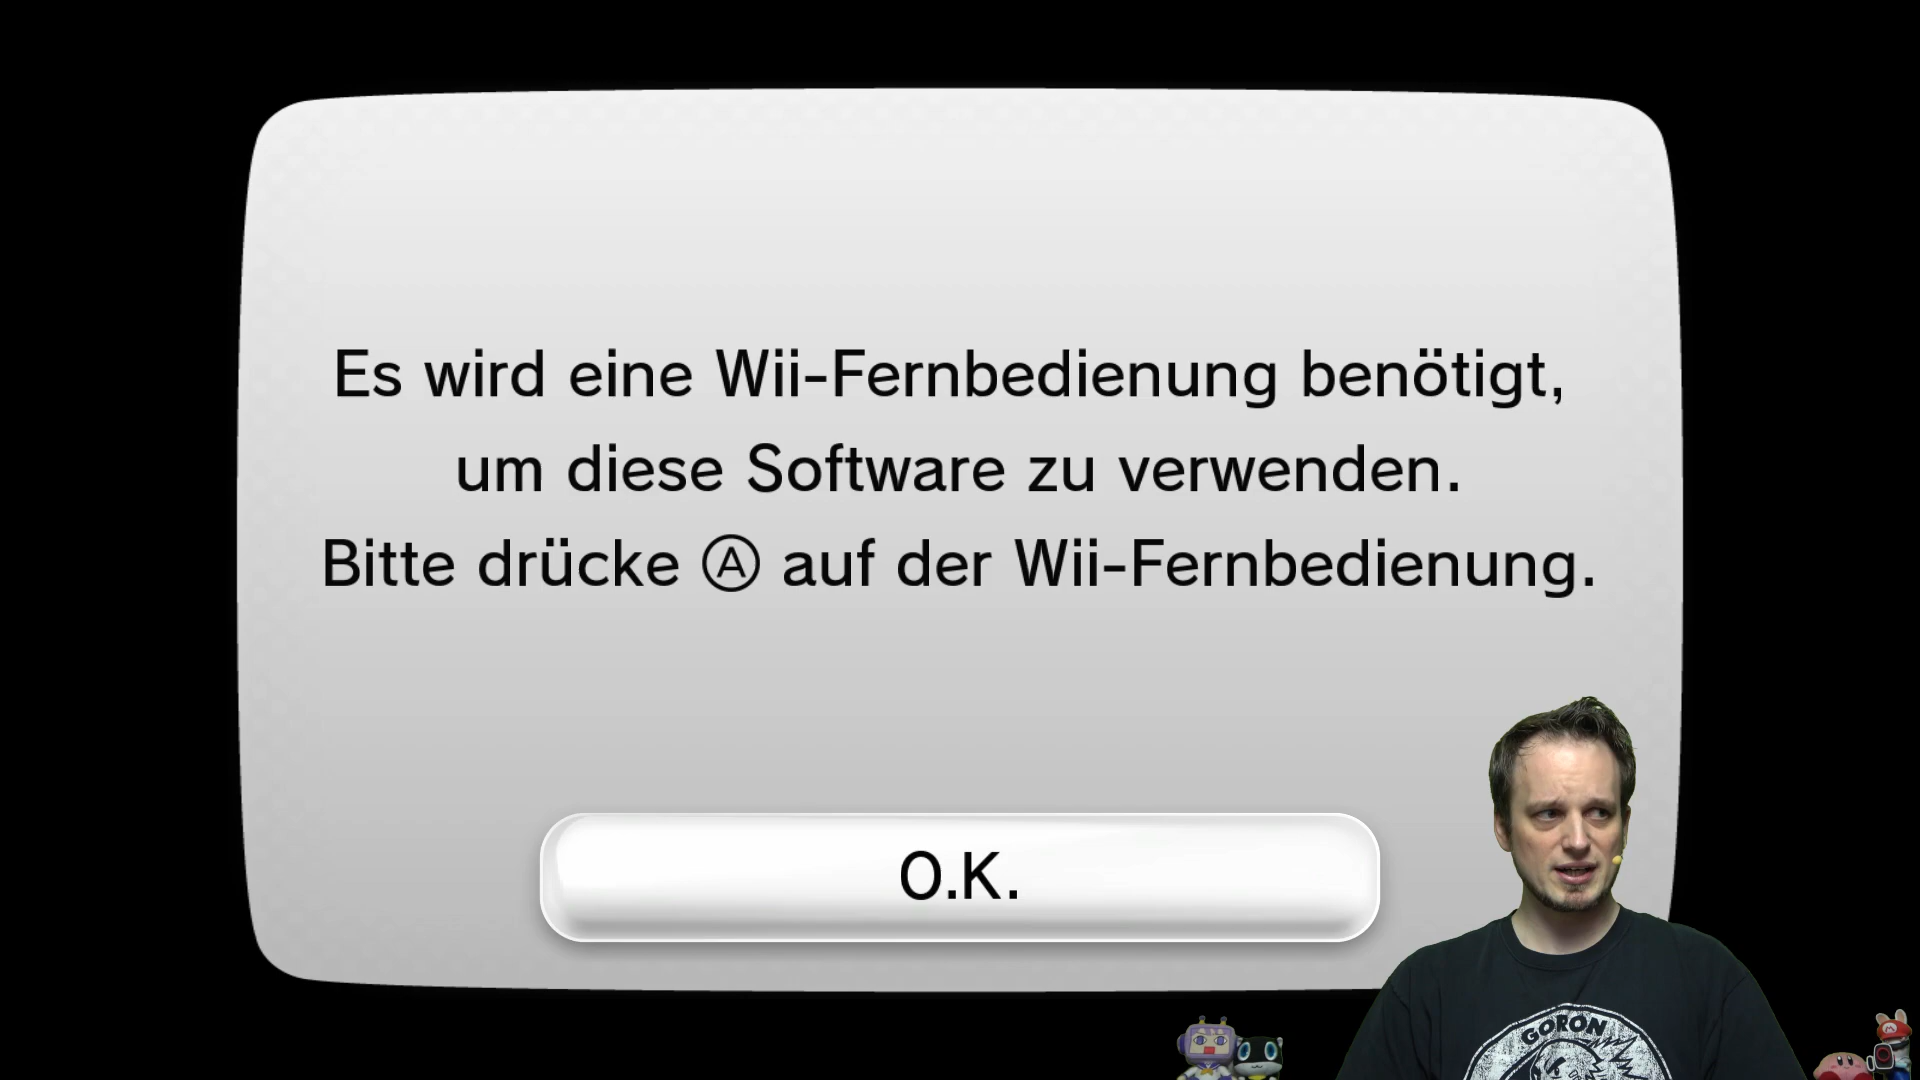 Es wird eine Wii-Fernbedienung benötigt,
um diese Software zu verwenden.
Bitte drücke Ⓐ auf der Wii-Fernbedienung.
O.K.
GORON